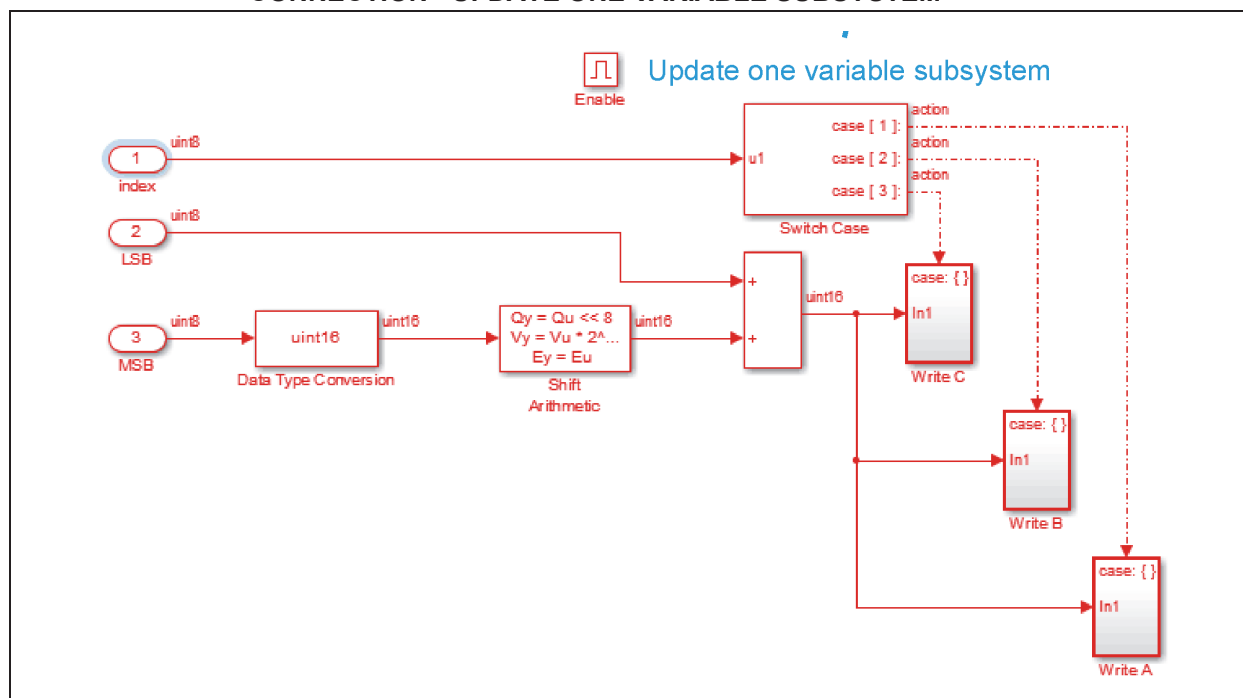 Update one variable subsystem
Enable
action
case [ 1 ]:
uint8
action
1
u1
case [ 2 ]:
index
action
case [ 3 ]:
uint8
2
Switch Case
LSB
+
case: { }
uint16
In1
uint8
uint16
Qy = Qu << 8
uint16
3
uint16
Vy = Vu * 2^...
+
MSB
Ey = Eu
Data Type Conversion
Shift
Arithmetic
Write C
case: { }
In1
Write B
case: { }
In1
Write A